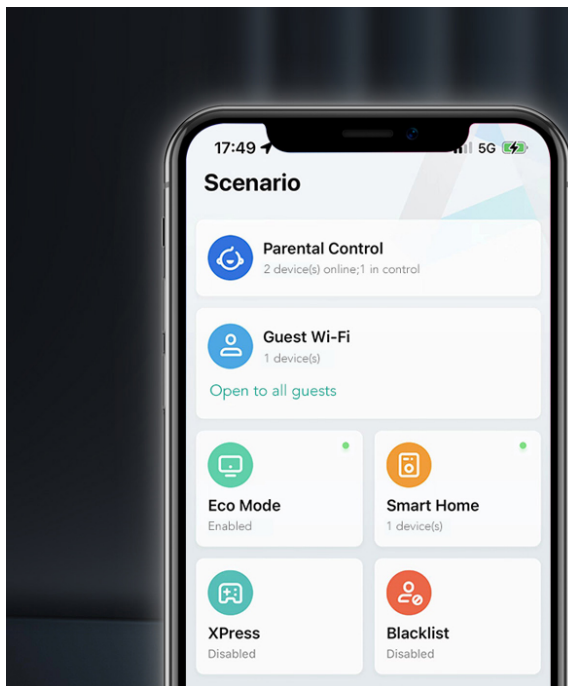 17:49
5G
Scenario
Parental Control
2 device(s) online;1 in control
Guest Wi-Fi
1 device(s)
Open to all guests
Eco Mode
Enabled
Smart Home
1 device(s)
XPress
Disabled
Blacklist
Disabled